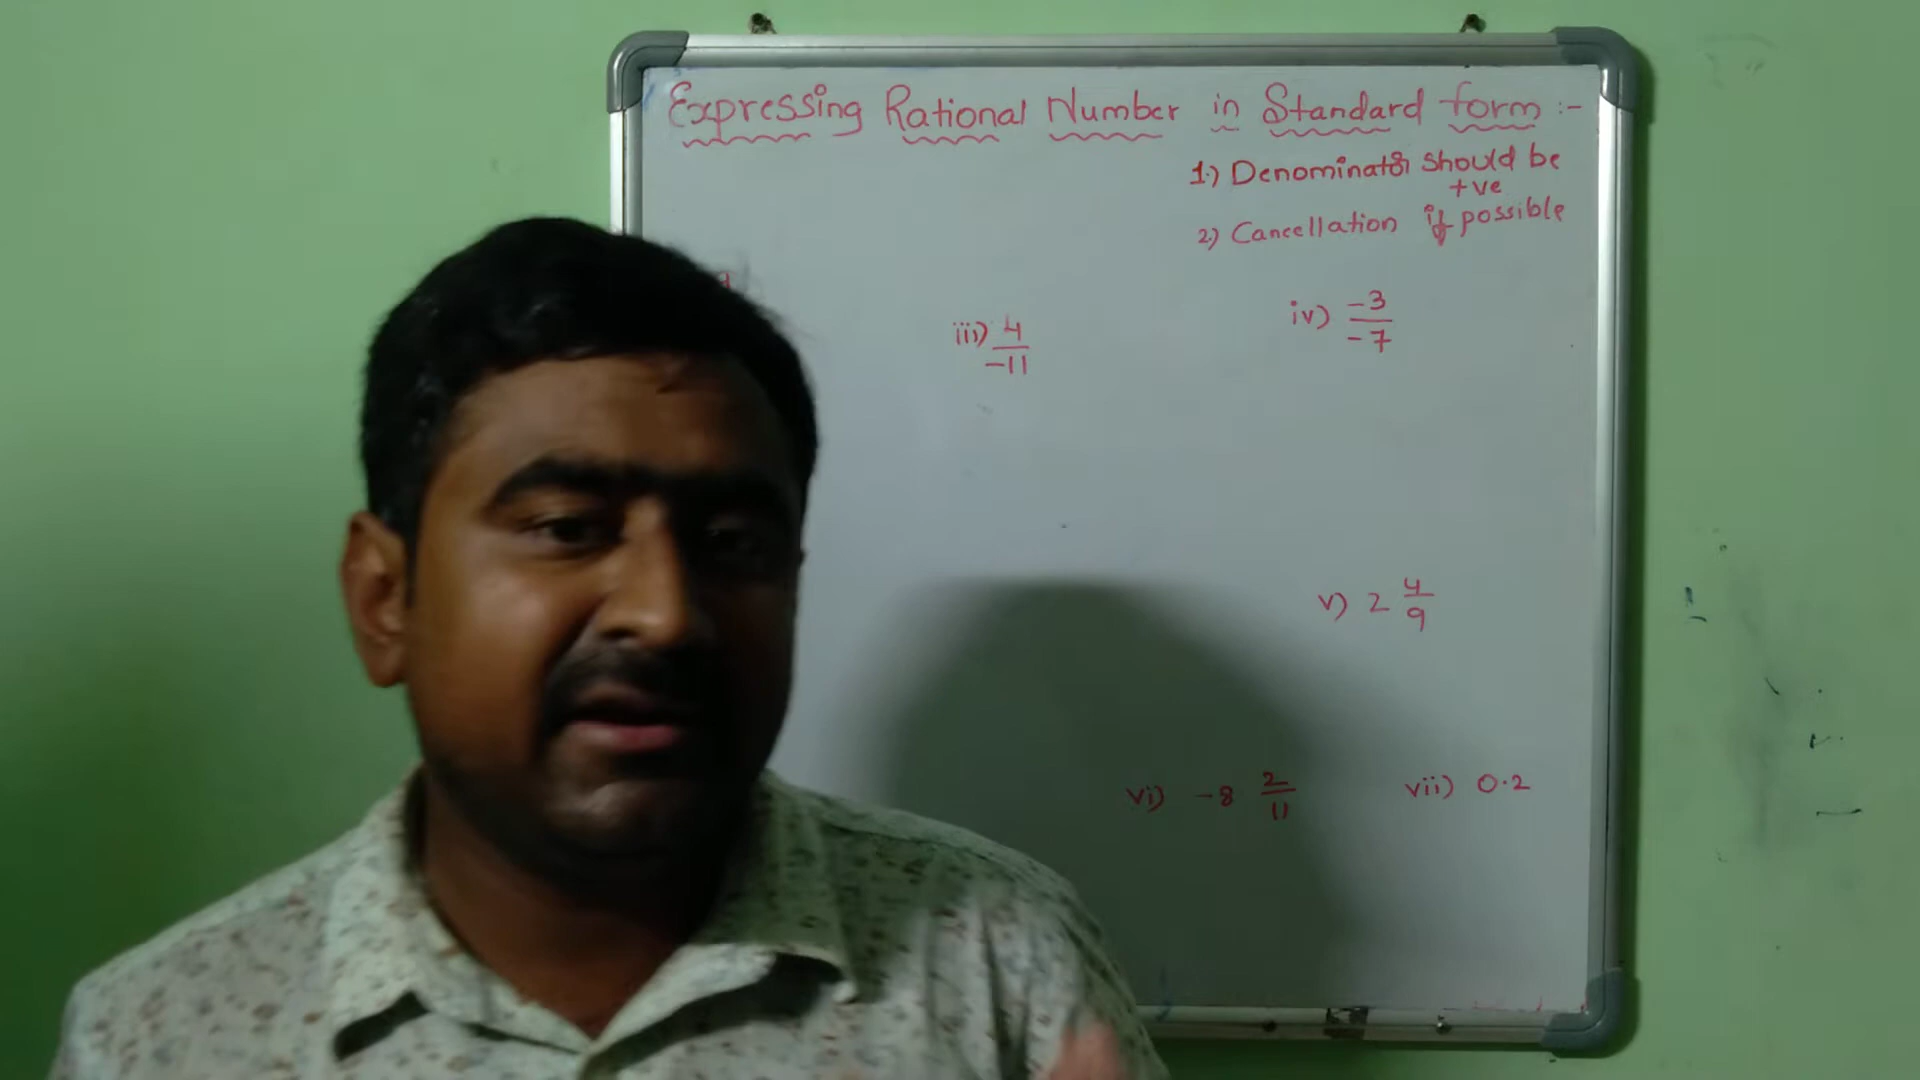 Expressing Rational Number in Standard form :-
1.) Denominator should be
+ve
2.) Cancellation if possible
iii) 4/-11
iv) -3/-7
v) 2 4/9
vi) -8 2/11
vii) 0.2